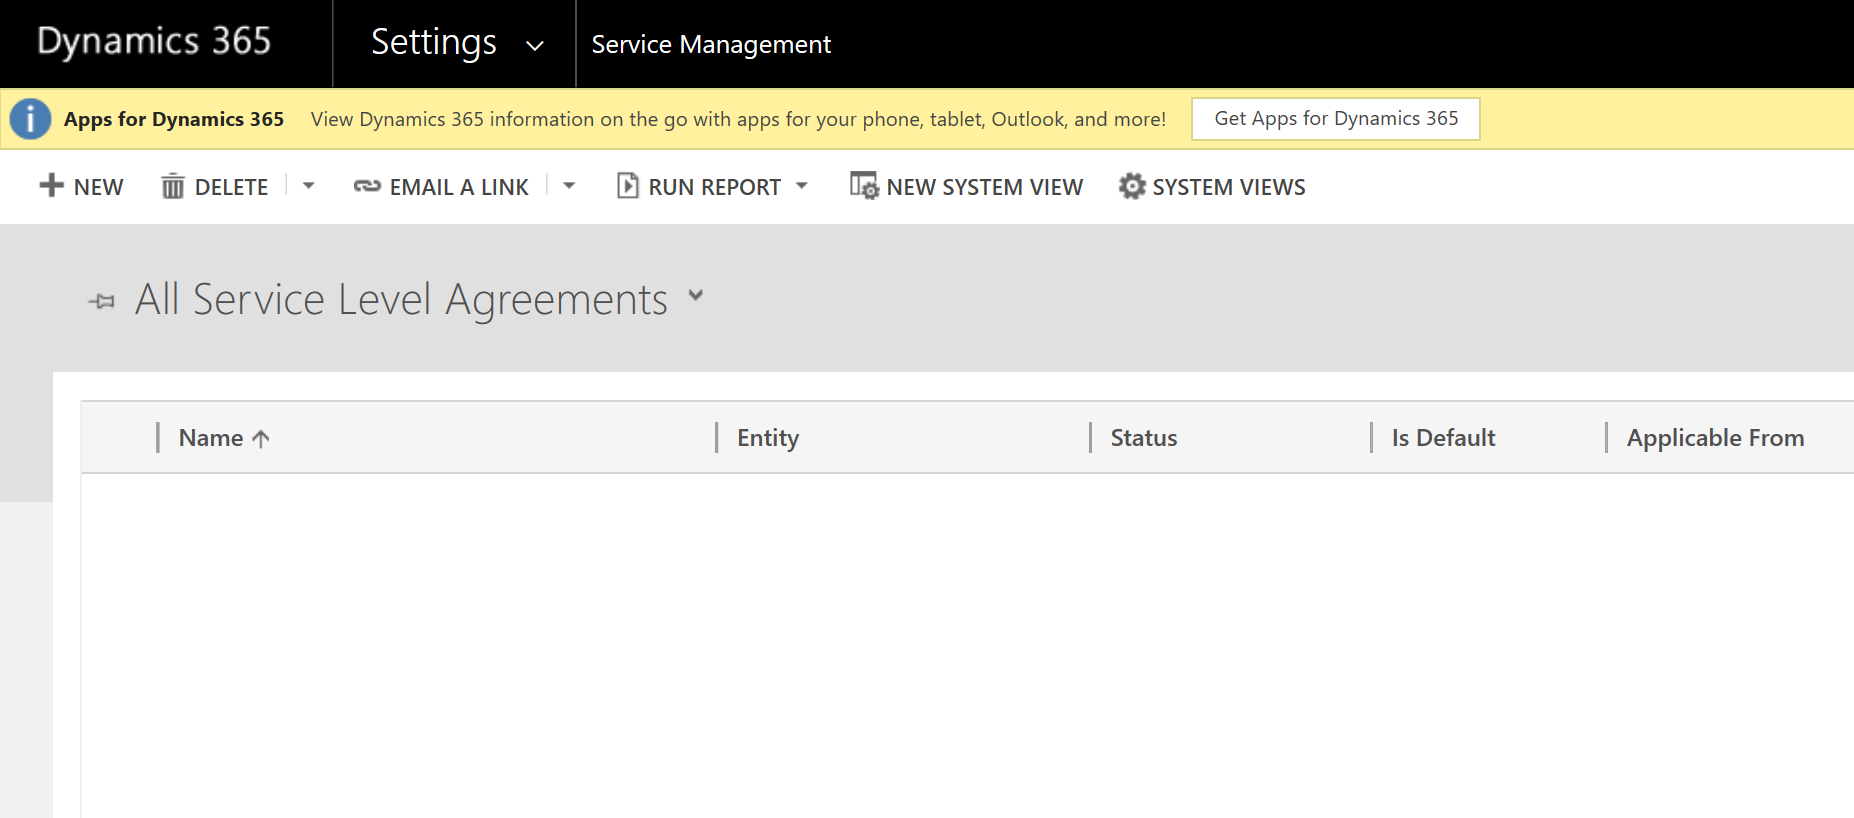 Dynamics 365 Settings Service Management
Apps for Dynamics 365 View Dynamics 365 information on the go with apps for your phone, tablet, Outlook, and more! Get Apps for Dynamics 365
NEW DELETE EMAIL A LINK RUN REPORT NEW SYSTEM VIEW SYSTEM VIEWS
All Service Level Agreements
Name Entity Status Is Default Applicable From